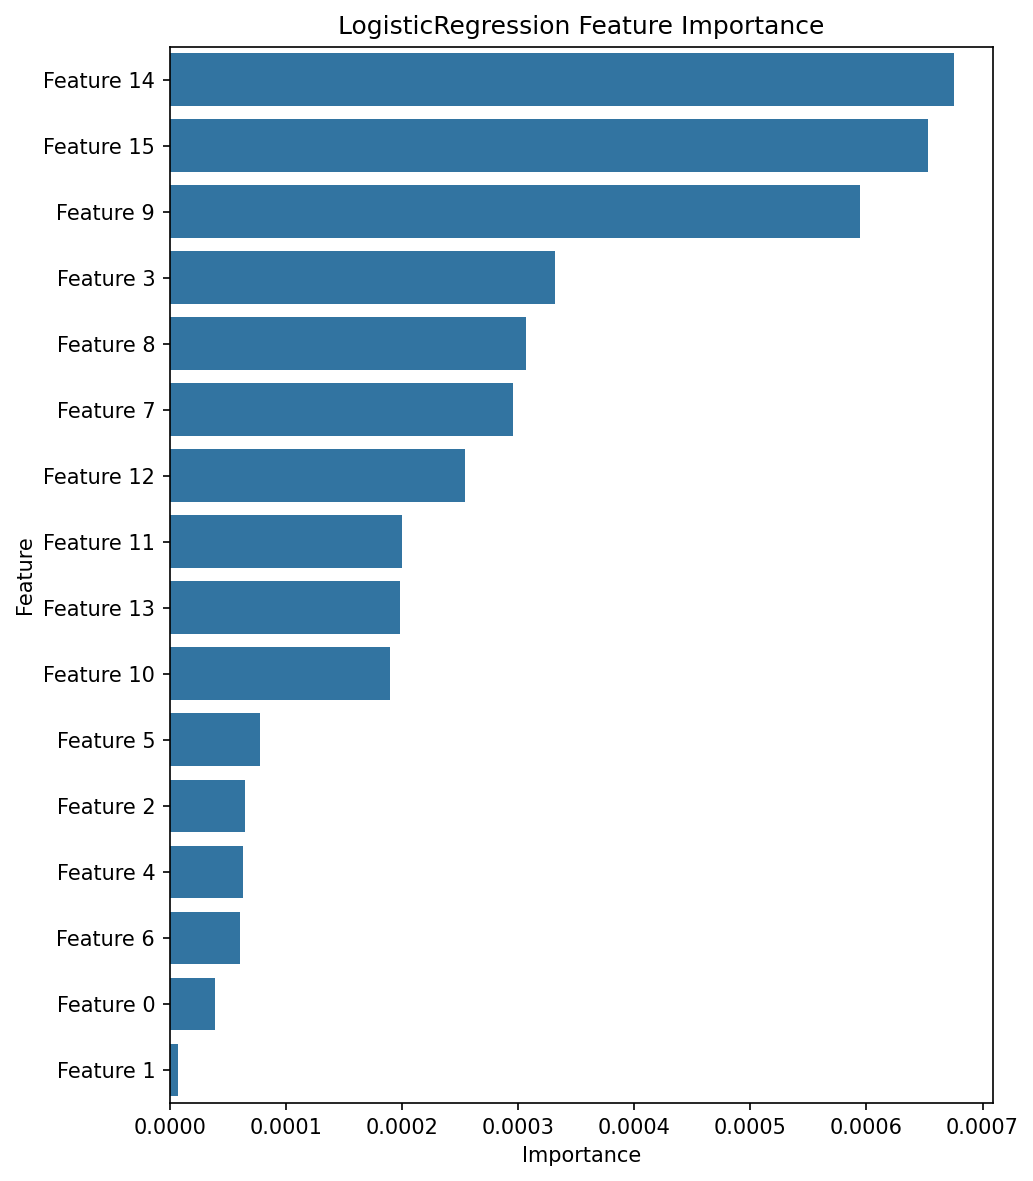 LogisticRegression Feature Importance
Feature 14
Feature 15
Feature 9
Feature 3
Feature 8
Feature 7
Feature 12
Feature 11
Feature 13
Feature 10
Feature 5
Feature 2
Feature 4
Feature 6
Feature 0
Feature 1
Feature
0.0000 0.0001 0.0002 0.0003 0.0004 0.0005 0.0006 0.0007
Importance